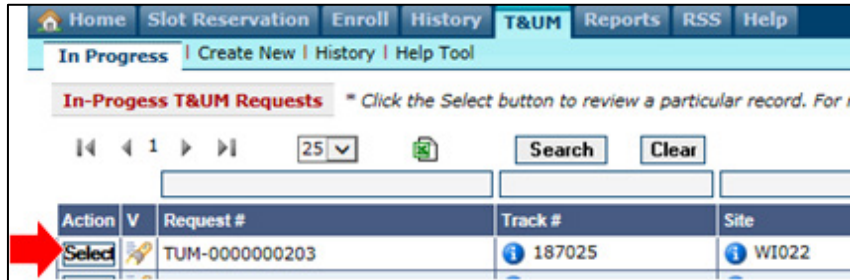 Home Slot Reservation Enroll History T&UM Reports RSS Help
In Progress | Create New | History | Help Tool
In-Progess T&UM Requests * Click the Select button to review a particular record. For
1 25 Search Clear
Action V Request # Track # Site
Select TUM-0000000203 187025 WI022